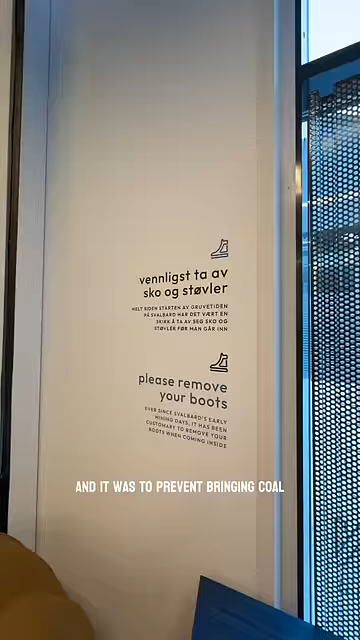 vennligst ta av
sko og støvler
HELT SIDEN STARTEN AV GRUVETIDEN
PÅ SVALBARD HAR DET VÆRT EN
SKIKK Å TA AV SEG SKO OG
STØVLER FØR MAN GÅR INN
please remove
your boots
EVER SINCE SVALBARD'S EARLY
MINING DAYS, IT HAS BEEN
CUSTOMARY TO REMOVE YOUR
BOOTS WHEN COMING INSIDE
AND IT WAS TO PREVENT BRINGING COAL